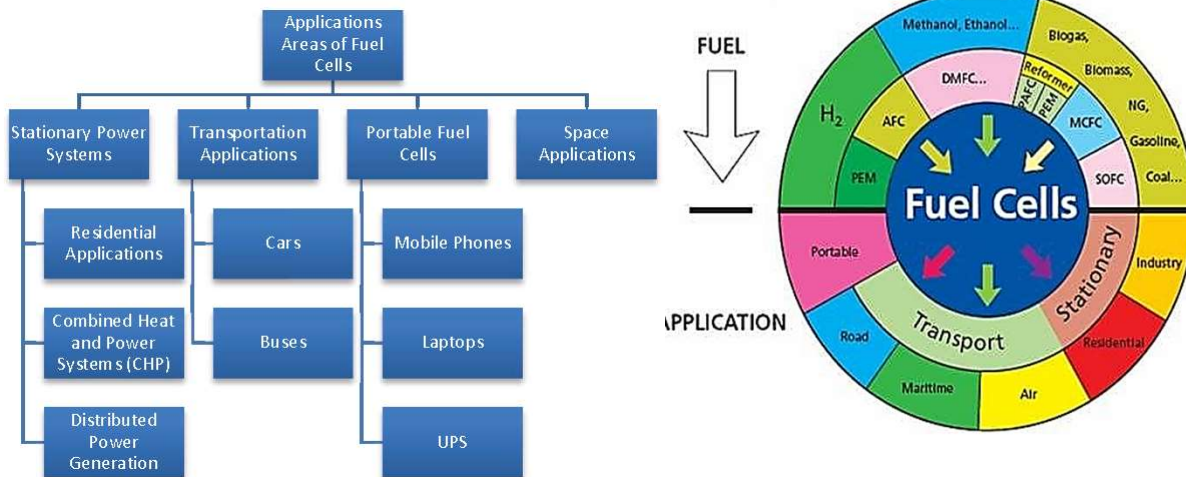 Applications
Areas of Fuel
Cells
Stationary Power
Systems
Transportation
Applications
Portable Fuel
Cells
Space
Applications
Residential
Applications
Cars
Mobile Phones
Combined Heat
and Power
Systems (CHP)
Buses
Laptops
Distributed
Power
Generation
UPS
FUEL
Methanol, Ethanol...
Biogas,
Biomass,
NG,
Gasoline,
Coal...
H2
DMFC...
Reformer
PAFC
PEM
AFC
MCFC
PEM
SOFC
Fuel Cells
Portable
Stationary
Industry
PPLICATION
Transport
Road
Residential
Maritime
Air